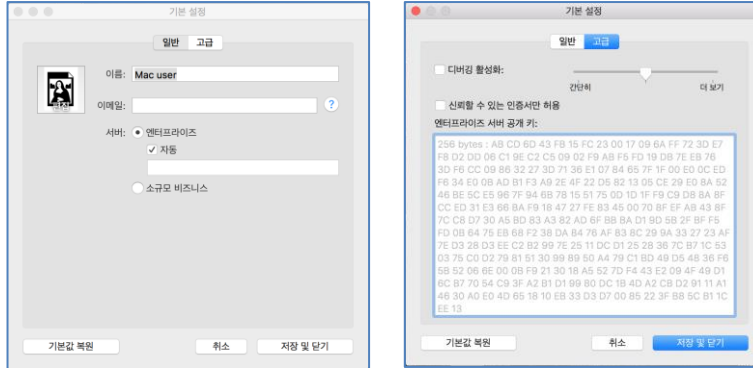 기본 설정
일반 고급
편집
이름: Mac user
이메일: ?
서버: 엔터프라이즈
자동
소규모 비즈니스
기본값 복원 취소 저장 및 닫기
기본 설정
일반 고급
디버깅 활성화:
간단히 더 보기
신뢰할 수 있는 인증서만 허용
엔터프라이즈 서버 공개 키:
256 bytes : AB CD 6D 43 FB 15 FC 23 00 17 09 6A FF 72 3D E7
F8 D2 DD 06 C1 9E C2 C5 09 02 F9 AB F5 FD 19 DB 7E EB 76
3D F6 CC 09 86 32 27 3D 71 36 E1 07 84 65 7F 1F 00 E0 0C ED
F6 34 E0 0B AD B1 F3 A9 2E 4F 22 D5 82 13 05 CE 29 E0 8A 52
46 BE 5C E5 96 7F 94 6B 78 15 51 75 0D 1D 1F F9 C9 D8 8A 8F
CC ED 31 E3 66 BA F9 18 47 27 FE 83 45 00 70 8F EF AB 43 8F
7C C8 D7 30 A5 BD 83 A3 82 AD 6F BB BA D1 9D 5B 2F BF F5
FD 0B 64 75 EB 68 F2 38 DA B4 76 AF 83 8C 29 9A 33 27 23 AF
7E D3 28 D3 EE C2 B2 99 7E 25 11 DC D1 25 28 36 7C B7 1C 53
03 75 C0 D2 79 81 51 30 99 89 50 A4 79 C1 BD 49 D5 48 36 F6
5B 52 06 6E 00 0B F9 21 30 18 A5 52 7D F4 43 E2 09 4F 49 D1
6C B7 70 54 C9 3F A2 B1 D1 99 80 DC 1B 4D A2 CB D2 91 11 A1
46 30 A0 E0 4D 65 18 10 EB 33 D3 D7 00 85 22 3F B8 5C B1 1C
EE 13
기본값 복원 취소 저장 및 닫기